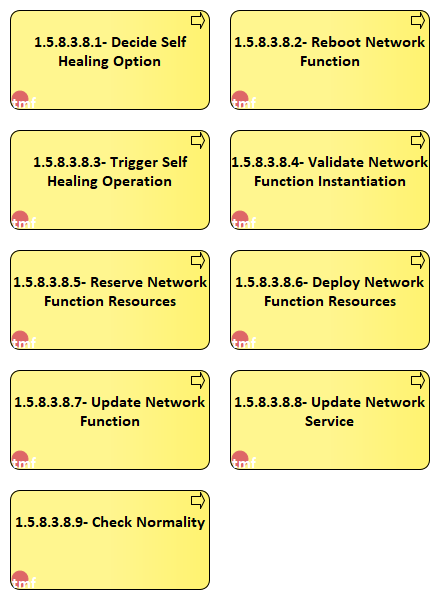 1.5.8.3.8.1- Decide Self
Healing Option
tmf
1.5.8.3.8.2- Reboot Network
Function
tmf
1.5.8.3.8.3- Trigger Self
Healing Operation
tmf
1.5.8.3.8.4- Validate Network
Function Instantiation
tmf
1.5.8.3.8.5- Reserve Network
Function Resources
tmf
1.5.8.3.8.6- Deploy Network
Function Resources
tmf
1.5.8.3.8.7- Update Network
Function
tmf
1.5.8.3.8.8- Update Network
Service
tmf
1.5.8.3.8.9- Check Normality
tmf